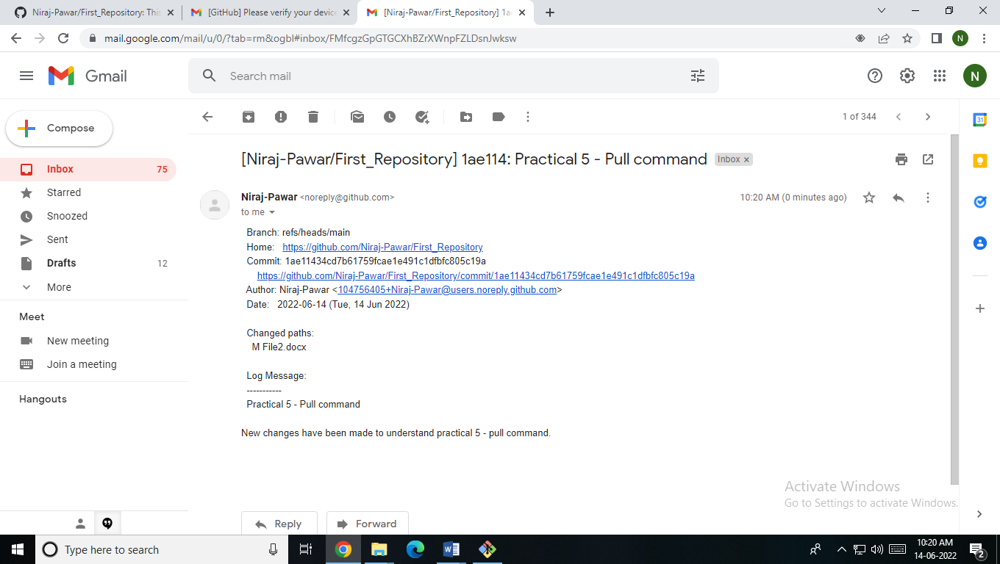 Niraj-Pawar/First_Repository: This
[GitHub] Please verify your device
[Niraj-Pawar/First_Repository] 1ae
mail.google.com/mail/u/0/?tab=rm&ogbl#inbox/FMfcgzGpGTGCXhBZrXWnpFZLDsnJwksw
N
Gmail
Search mail
N
Compose
1 of 344
31
Inbox 75
Starred
Snoozed
Sent
Drafts 12
More
Meet
New meeting
Join a meeting
Hangouts
[Niraj-Pawar/First_Repository] 1ae114: Practical 5 - Pull command Inbox ×
Niraj-Pawar <noreply@github.com> 10:20 AM (0 minutes ago)
to me
Branch: refs/heads/main
Home: https://github.com/Niraj-Pawar/First_Repository
Commit: 1ae11434cd7b61759fcae1e491c1dfbfc805c19a
https://github.com/Niraj-Pawar/First_Repository/commit/1ae11434cd7b61759fcae1e491c1dfbfc805c19a
Author: Niraj-Pawar <104756405+Niraj-Pawar@users.noreply.github.com>
Date: 2022-06-14 (Tue, 14 Jun 2022)
Changed paths:
M File2.docx
Log Message:
-----------
Practical 5 - Pull command
New changes have been made to understand practical 5 - pull command.
Activate Windows
Go to Settings to activate Windows.
Reply
Forward
Type here to search
10:20 AM
14-06-2022
2